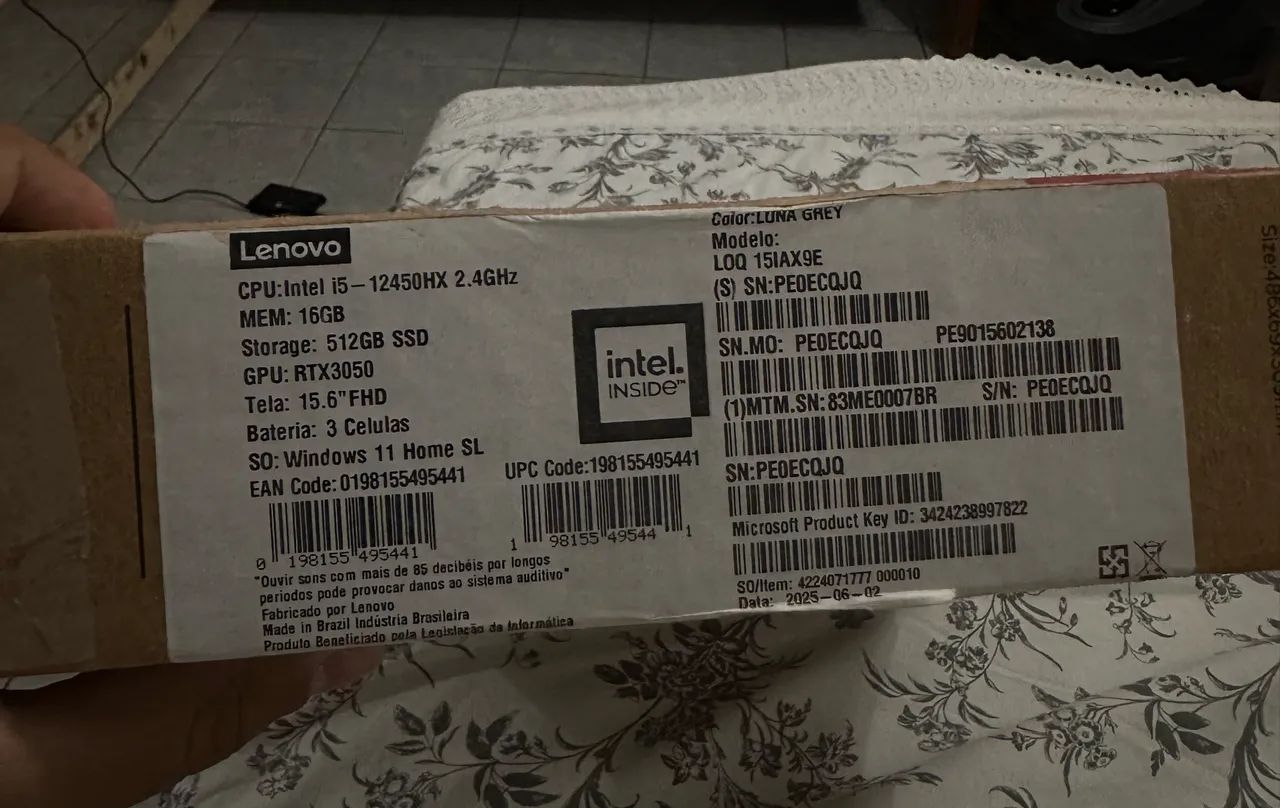 Lenovo
CPU:Intel i5-12450HX 2.4GHz
MEM: 16GB
Storage: 512GB SSD
GPU: RTX3050
Tela: 15.6"FHD
Bateria: 3 Celulas
SO: Windows 11 Home SL
EAN Code: 0198155495441
0 198155 495441
UPC Code:198155495441
1 98155 49544 1
"Ouvir sons com mais de 85 decibéis por longos
periodos pode provocar danos ao sistema auditivo"
Fabricado por Lenovo
Made in Brazil Indústria Brasileira
Produto Beneficiado pela Legislação de Informática
intel.
INSIDE™
Color:LUNA GREY
Modelo:
LOQ 15IAX9E
(S) SN:PE0ECQJQ
SN.MO: PE0ECQJQ PE9015602138
(1)MTM.SN:83ME0007BR S/N: PE0ECQJQ
SN:PE0ECQJQ
Microsoft Product Key ID: 3424238997822
SO/Item: 4224071777 000010
Data: 2025-06-02